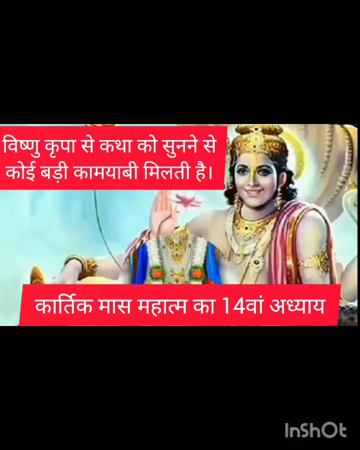 विष्णु कृपा से कथा को सुनने से
कोई बड़ी कामयाबी मिलती है।
कार्तिक मास महात्म का 14वां अध्याय
InShOt